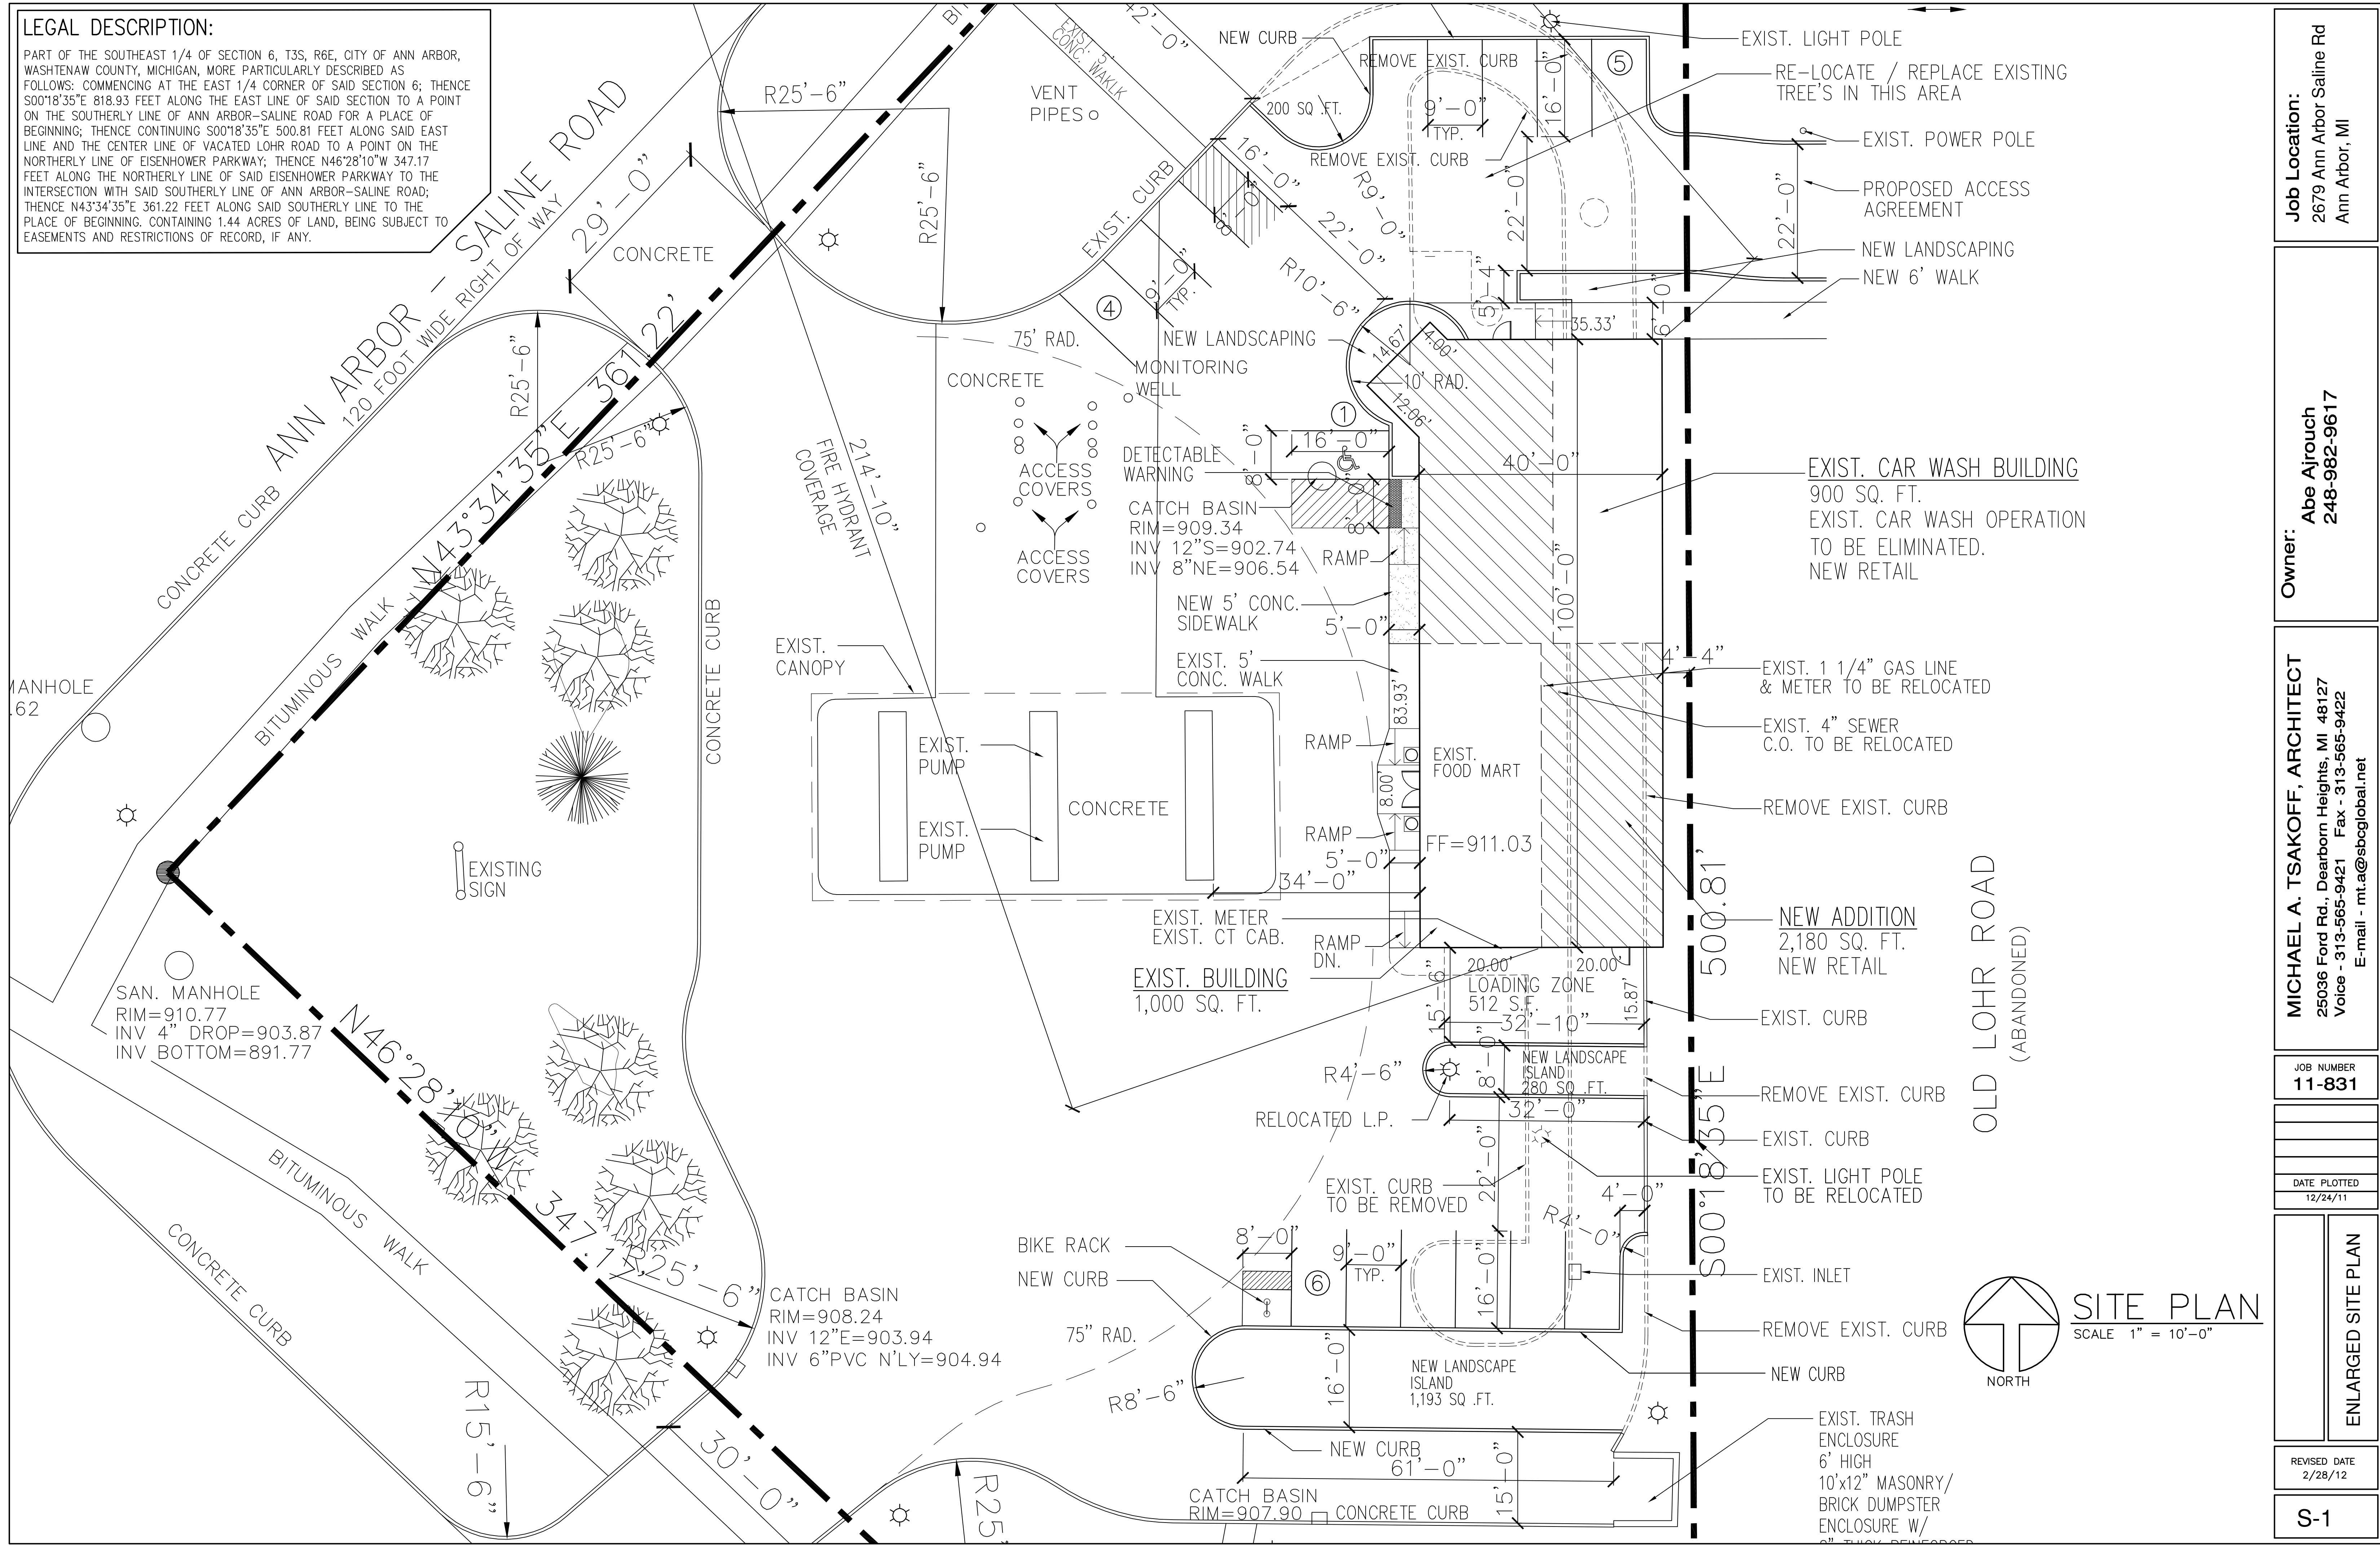 LEGAL DESCRIPTION:
PART OF THE SOUTHEAST 1/4 OF SECTION 6, T3S, R6E, CITY OF ANN ARBOR,
WASHTENAW COUNTY, MICHIGAN, MORE PARTICULARLY DESCRIBED AS
FOLLOWS: COMMENCING AT THE EAST 1/4 CORNER OF SAID SECTION 6; THENCE
S00°18'35"E 818.93 FEET ALONG THE EAST LINE OF SAID SECTION TO A POINT
ON THE SOUTHERLY LINE OF ANN ARBOR-SALINE ROAD FOR A PLACE OF
BEGINNING; THENCE CONTINUING S00°18'35"E 500.81 FEET ALONG SAID EAST
LINE AND THE CENTER LINE OF VACATED LOHR ROAD TO A POINT ON THE
NORTHERLY LINE OF EISENHOWER PARKWAY; THENCE N46°28'10"W 347.17
FEET ALONG THE NORTHERLY LINE OF SAID EISENHOWER PARKWAY TO THE
INTERSECTION WITH SAID SOUTHERLY LINE OF ANN ARBOR-SALINE ROAD;
THENCE N43°34'35"E 361.22 FEET ALONG SAID SOUTHERLY LINE TO THE
PLACE OF BEGINNING. CONTAINING 1.44 ACRES OF LAND, BEING SUBJECT TO
EASEMENTS AND RESTRICTIONS OF RECORD, IF ANY.
ANN ARBOR - SALINE ROAD
120 FOOT WIDE RIGHT OF WAY
29'-0"
CONCRETE
R25'-6"
R25'-6"
EXIST. 5'
CONC. WAKLK
VENT
PIPES
42'-0"
NEW CURB
REMOVE EXIST. CURB
200 SQ .FT.
9'-0"
TYP.
16'-0"
5
REMOVE EXIST. CURB
EXIST. LIGHT POLE
RE-LOCATE / REPLACE EXISTING
TREE'S IN THIS AREA
EXIST. POWER POLE
PROPOSED ACCESS
AGREEMENT
22'-0"
22'-0"
NEW LANDSCAPING
NEW 6' WALK
EXIST. CURB
16'-0"
8'-0"
R9'-0"
22'-0"
R10'-6"
9'-0"
TYP.
4
5'-4"
6'-0"
35.33'
75' RAD.
NEW LANDSCAPING
MONITORING
WELL
14.67'
4.00'
10' RAD.
12.06'
CONCRETE
ACCESS
COVERS
ACCESS
COVERS
214'-10"
FIRE HYDRANT
COVERAGE
1
16'-0"
8'-0"
8'-0"
DETECTABLE
WARNING
CATCH BASIN
RIM=909.34
INV 12"S=902.74
INV 8"NE=906.54
RAMP
40'-0"
100'-0"
EXIST. CAR WASH BUILDING
900 SQ. FT.
EXIST. CAR WASH OPERATION
TO BE ELIMINATED.
NEW RETAIL
NEW 5' CONC.
SIDEWALK
5'-0"
EXIST. 5'
CONC. WALK
83.93'
4'-4"
EXIST. 1 1/4" GAS LINE
& METER TO BE RELOCATED
EXIST. 4" SEWER
C.O. TO BE RELOCATED
REMOVE EXIST. CURB
R25'-6"
R25'-6"
N43°34'35"E 361.22'
CONCRETE CURB
BITUMINOUS WALK
CONCRETE CURB
MANHOLE
.62
EXIST.
CANOPY
EXIST.
PUMP
EXIST.
PUMP
CONCRETE
RAMP
8.00'
RAMP
5'-0"
34'-0"
EXIST.
FOOD MART
FF=911.03
EXISTING
SIGN
EXIST. METER
EXIST. CT CAB.
RAMP
DN.
EXIST. BUILDING
1,000 SQ. FT.
NEW ADDITION
2,180 SQ. FT.
NEW RETAIL
500.81'
S00°18'35"E
OLD LOHR ROAD
(ABANDONED)
20.00'
20.00'
LOADING ZONE
512 S.F.
15'-6"
15.87'
32'-10"
EXIST. CURB
SAN. MANHOLE
RIM=910.77
INV 4" DROP=903.87
INV BOTTOM=891.77
N46°28'10"W 347.17'
R4'-6"
8'-0"
NEW LANDSCAPE
ISLAND
280 SQ .FT.
32'-0"
RELOCATED L.P.
REMOVE EXIST. CURB
EXIST. CURB
EXIST. LIGHT POLE
TO BE RELOCATED
EXIST. CURB
TO BE REMOVED
22'-0"
4'-0"
R4'-0"
BITUMINOUS WALK
CONCRETE CURB
R25'-6"
CATCH BASIN
RIM=908.24
INV 12"E=903.94
INV 6"PVC N'LY=904.94
BIKE RACK
NEW CURB
8'-0"
9'-0"
TYP.
6
16'-0"
EXIST. INLET
REMOVE EXIST. CURB
NEW CURB
75" RAD.
R8'-6"
16'-0"
NEW LANDSCAPE
ISLAND
1,193 SQ .FT.
NEW CURB
61'-0"
15'-0"
R15'-6"
30'-0"
R25'
CATCH BASIN
RIM=907.90
CONCRETE CURB
EXIST. TRASH
ENCLOSURE
6' HIGH
10'x12" MASONRY/
BRICK DUMPSTER
ENCLOSURE W/
8" THICK REINFORCED
NORTH
SITE PLAN
SCALE 1" = 10'-0"
Job Location:
2679 Ann Arbor Saline Rd
Ann Arbor, MI
Owner:
Abe Ajrouch
248-982-9617
MICHAEL A. TSAKOFF, ARCHITECT
25036 Ford Rd., Dearborn Heights, MI 48127
Voice - 313-565-9421 Fax - 313-565-9422
E-mail - mt.a@sbcglobal.net
JOB NUMBER
11-831
DATE PLOTTED
12/24/11
ENLARGED SITE PLAN
REVISED DATE
2/28/12
S-1